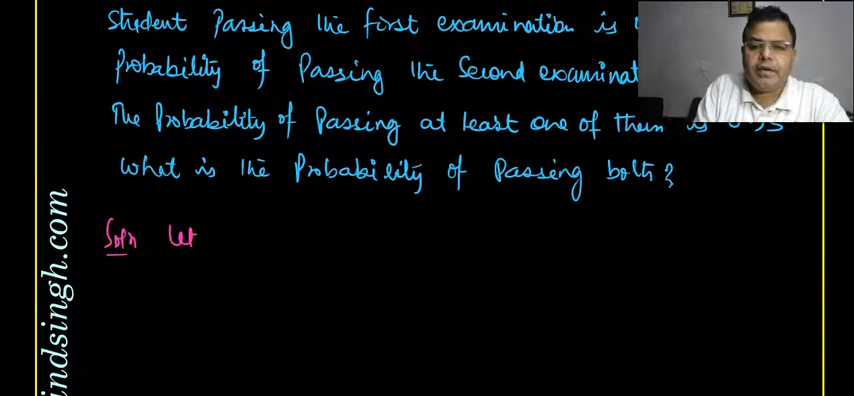 Student Passing the first examination is
Probability of Passing the Second examinat
The Probability of Passing at least one of them is
What is the Probability of Passing both?
Soln let
indsingh.com